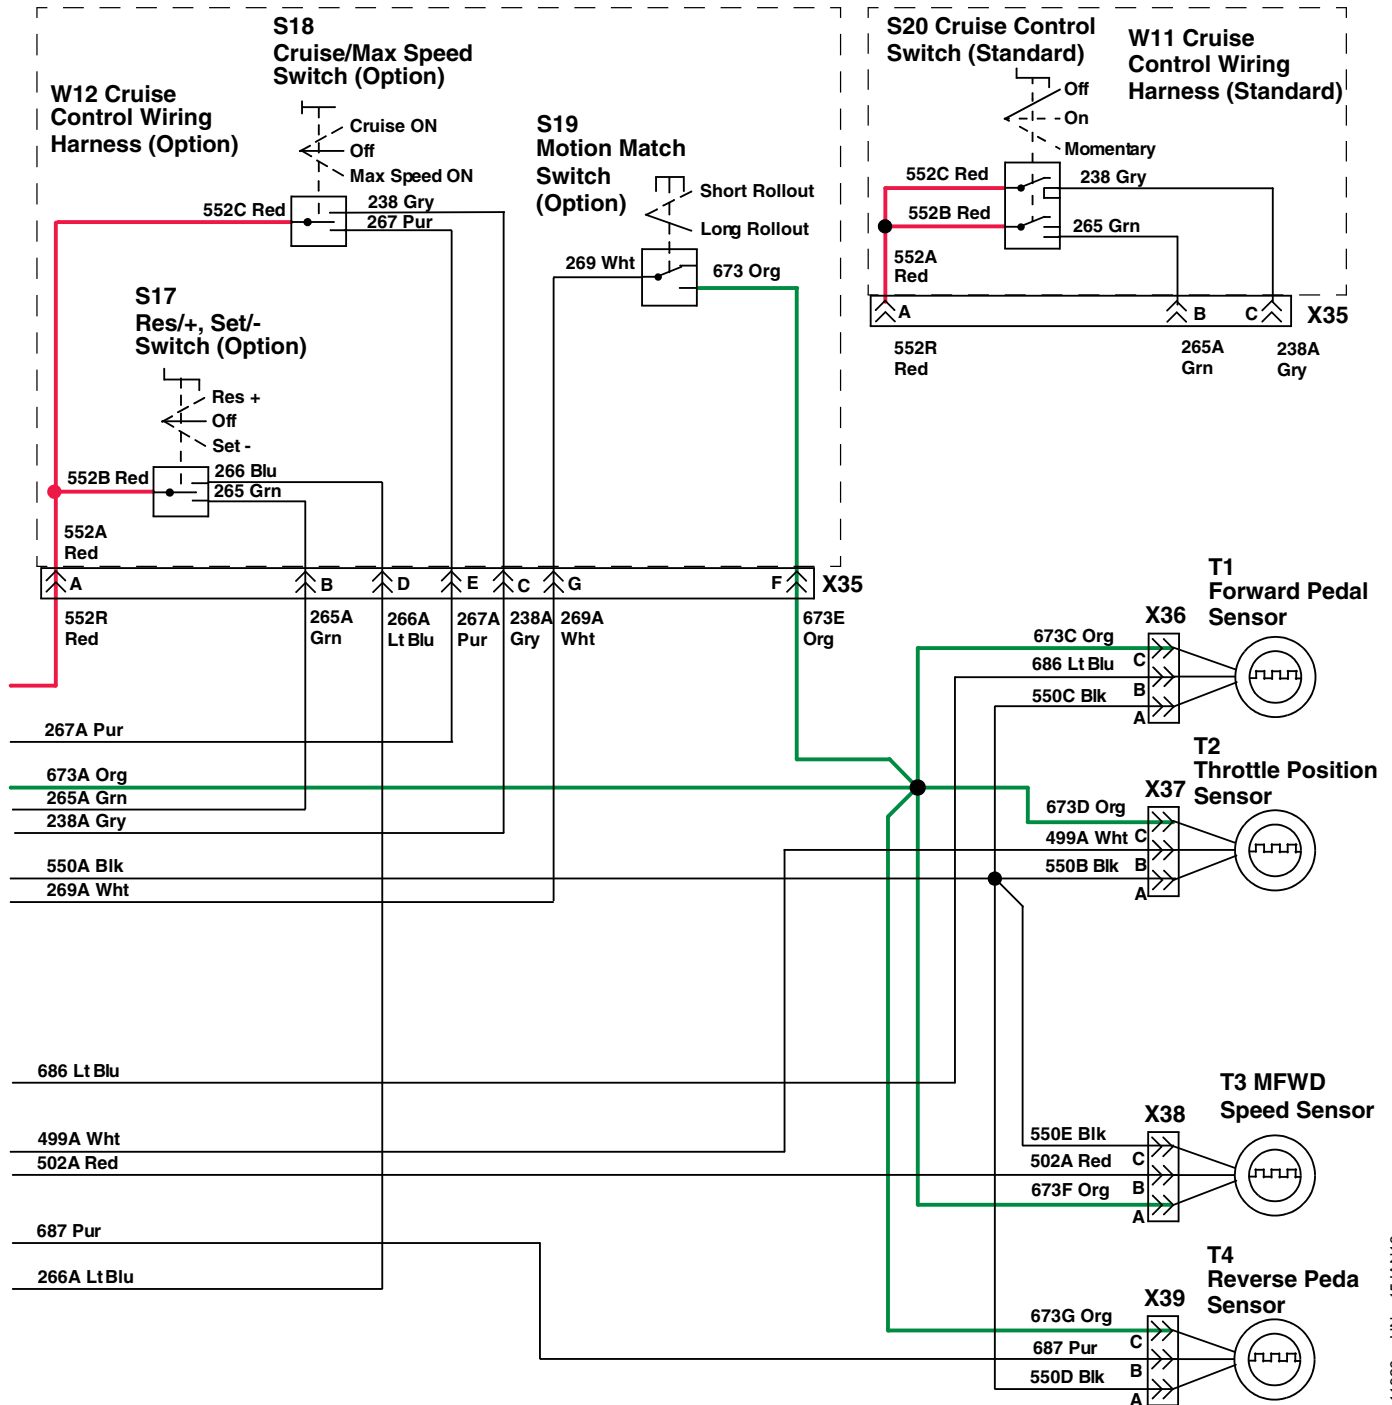 S18
Cruise/Max Speed
Switch (Option)
W12 Cruise
Control Wiring
Harness (Option)
Cruise ON
Off
Max Speed ON
552C Red
238 Gry
267 Pur
S19
Motion Match
Switch
(Option)
Short Rollout
Long Rollout
269 Wht
673 Org
S17
Res/+, Set/-
Switch (Option)
Res +
Off
Set -
552B Red
266 Blu
265 Grn
552A
Red
A
B
D
E
C
G
F
X35
552R
Red
265A
Grn
266A
Lt Blu
267A
Pur
238A
Gry
269A
Wht
673E
Org
S20 Cruise Control
Switch (Standard)
W11 Cruise
Control Wiring
Harness (Standard)
Off
On
Momentary
552C Red
238 Gry
552B Red
265 Grn
552A
Red
A
B
C
X35
552R
Red
265A
Grn
238A
Gry
T1
Forward Pedal
Sensor
X36
673C Org
C
686 Lt Blu
B
550C Blk
A
T2
Throttle Position
Sensor
X37
673D Org
C
499A Wht
B
550B Blk
A
267A Pur
673A Org
265A Grn
238A Gry
550A Blk
269A Wht
686 Lt Blu
499A Wht
502A Red
687 Pur
266A Lt Blu
T3 MFWD
Speed Sensor
X38
550E Blk
C
502A Red
B
673F Org
A
T4
Reverse Peda
Sensor
X39
673G Org
C
687 Pur
B
550D Blk
A